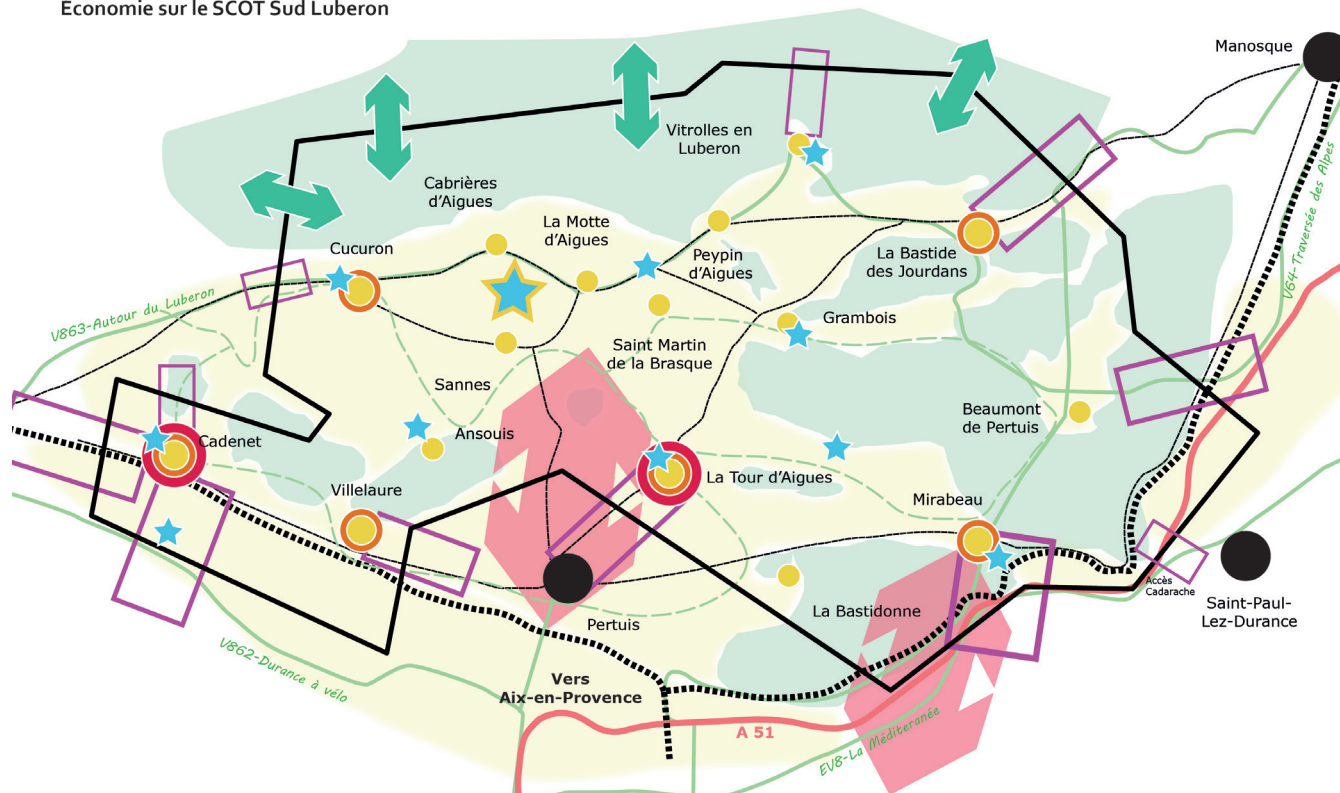 Économie sur le SCOT Sud Luberon
Manosque
Vitrolles en
Luberon
V64-Traversée des Alpes
Cabrières
d'Aigues
La Motte
d'Aigues
Cucuron
Peypin
d'Aigues
La Bastide
des Jourdans
V863-Autour du Luberon
Grambois
Saint Martin
de la Brasque
Sannes
Beaumont
de Pertuis
Ansouis
Cadenet
La Tour d'Aigues
Villelaure
Mirabeau
Accès
Cadarache
Saint-Paul-
Lez-Durance
La Bastidonne
Pertuis
V862-Durance à vélo
Vers
Aix-en-Provence
A 51
EV8-La Méditeranée